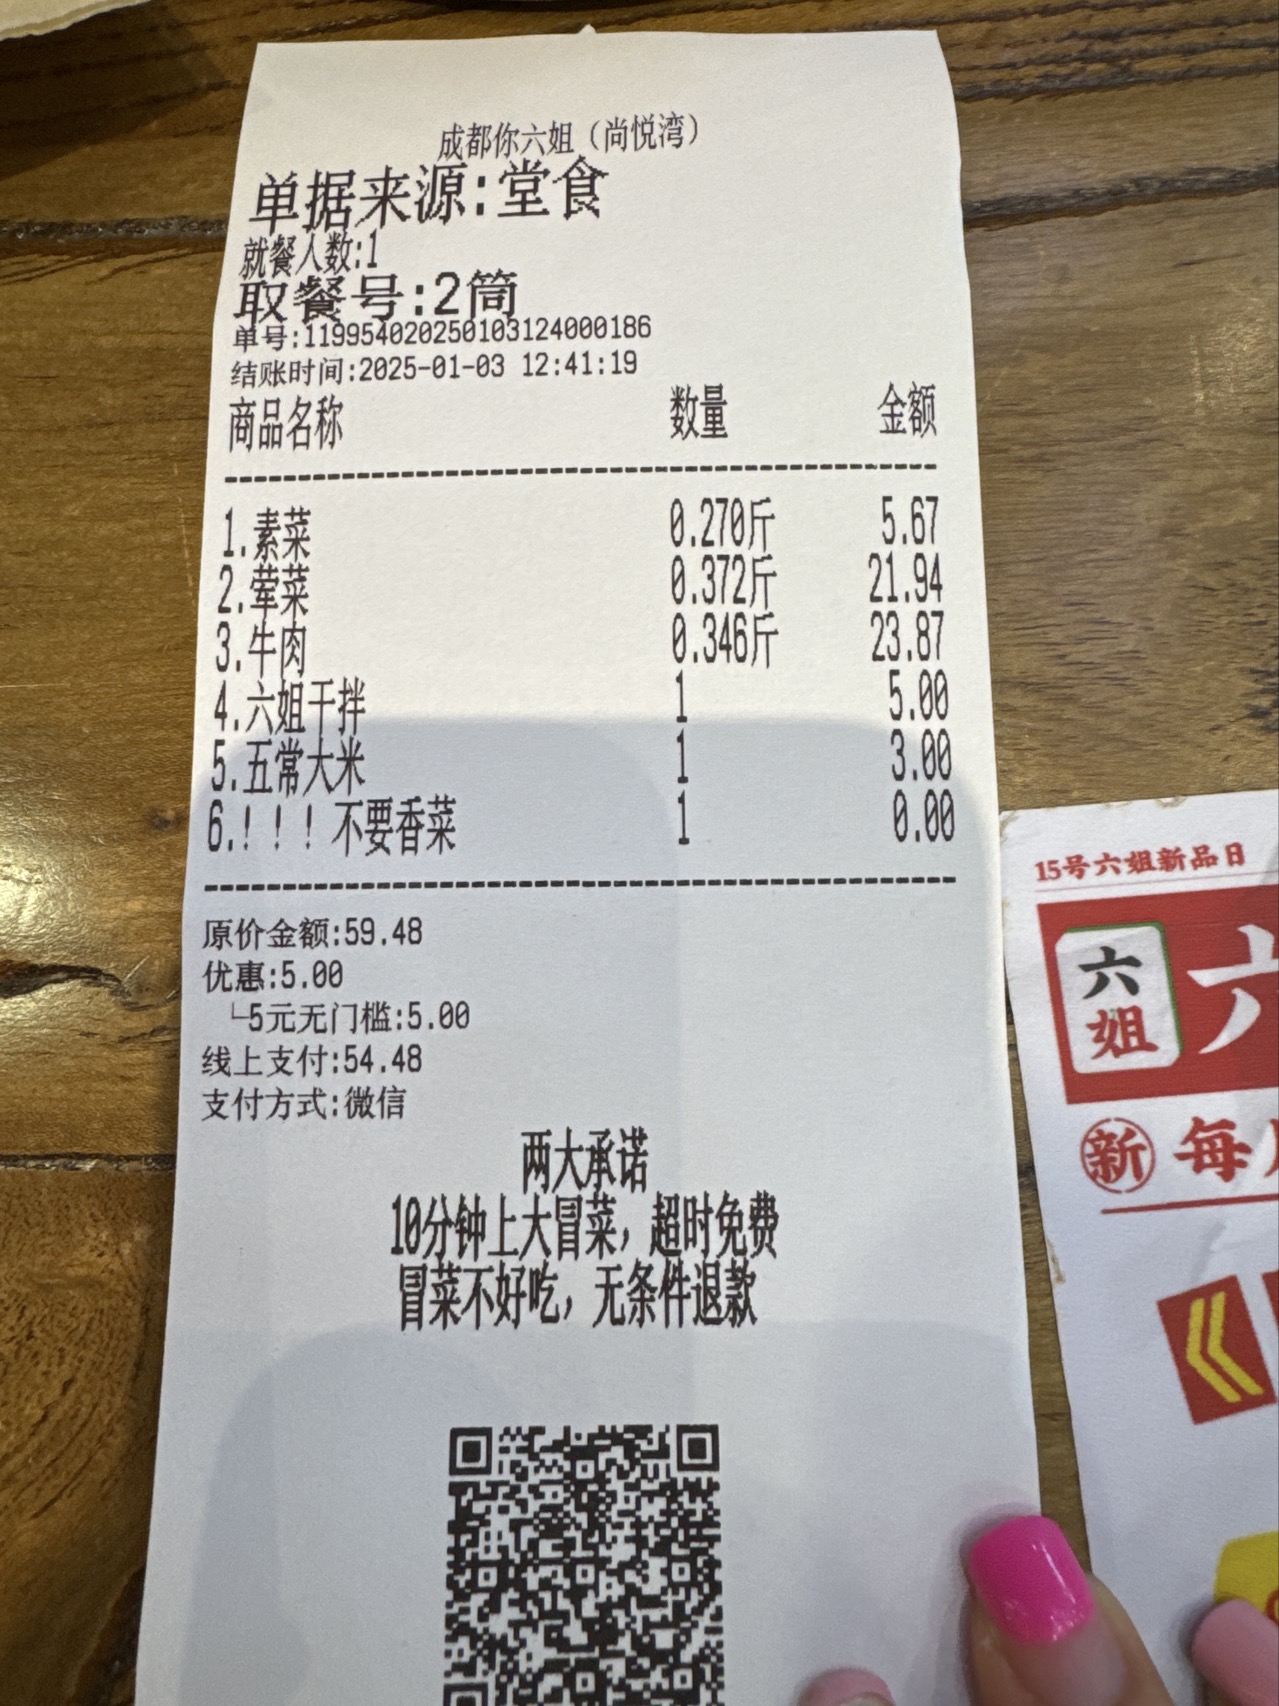 成都你六姐（尚悦湾）
单据来源:堂食
就餐人数:1
取餐号:2筒
单号:119954020250103124000186
结账时间:2025-01-03 12:41:19
商品名称 数量 金额
1.素菜 0.270斤 5.67
2.荤菜 0.372斤 21.94
3.牛肉 0.346斤 23.87
4.六姐干拌 1 5.00
5.五常大米 1 3.00
6.！！！不要香菜 1 0.00
原价金额:59.48
优惠:5.00
└5元无门槛:5.00
线上支付:54.48
支付方式:微信
两大承诺
10分钟上大冒菜，超时免费
冒菜不好吃，无条件退款
15号六姐新品日
六姐
六
新 每